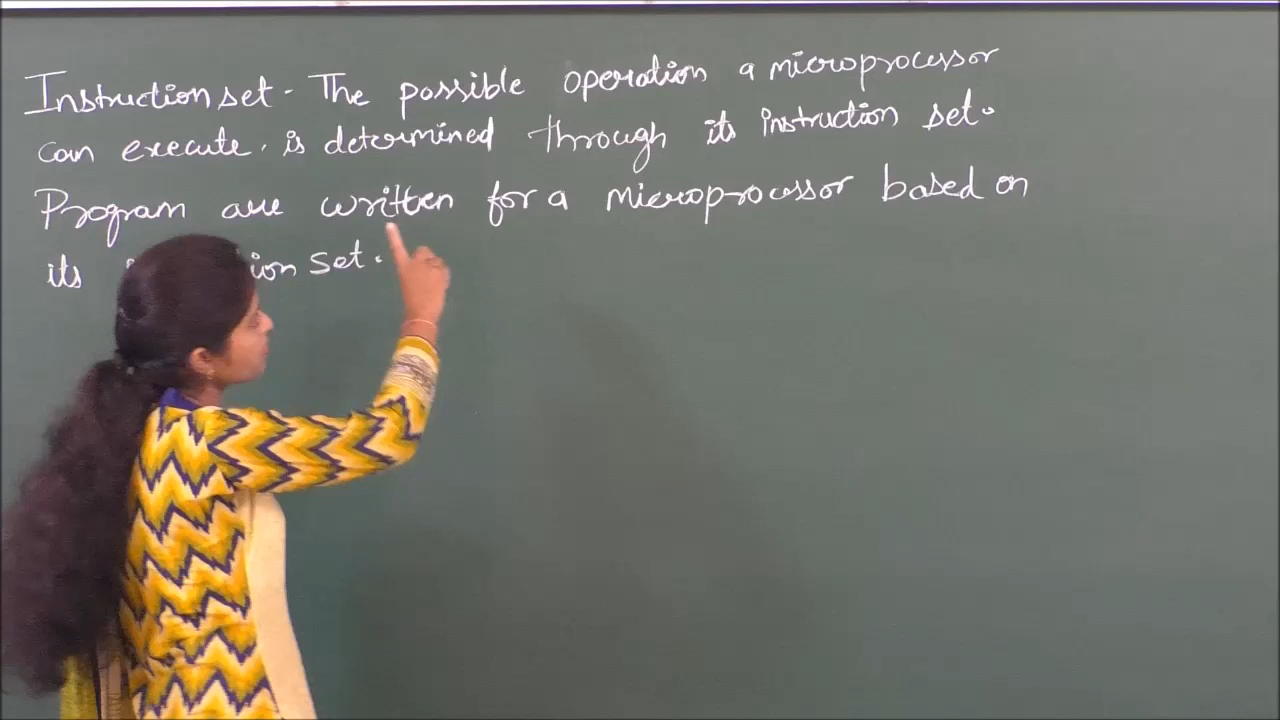 Instruction set - The possible operation a microprocessor
can execute. is determined through its instruction set.
Program are written for a microprocessor based on
its set.